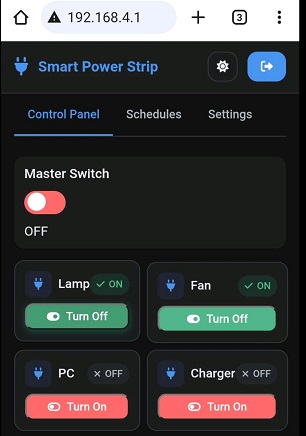 192.168.4.1
3
Smart Power Strip
Control Panel Schedules Settings
Master Switch
OFF
Lamp ON
Turn Off
Fan ON
Turn Off
PC OFF
Turn On
Charger OFF
Turn On